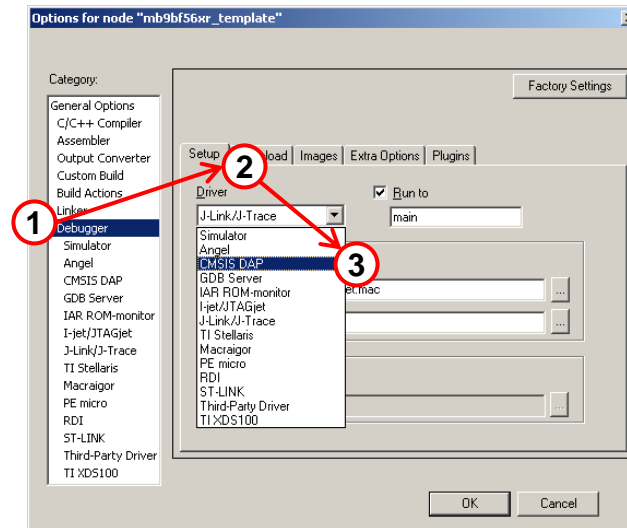 Options for node "mb9bf56xr_template"
Category:
Factory Settings
General Options
C/C++ Compiler
Assembler
Output Converter
Custom Build
Build Actions
Linker
Debugger
Simulator
Angel
CMSIS DAP
GDB Server
IAR ROM-monitor
I-jet/JTAGjet
J-Link/J-Trace
TI Stellaris
Macraigor
PE micro
RDI
ST-LINK
Third-Party Driver
TI XDS100
1
2
3
Setup
Images
Extra Options
Plugins
Driver
Run to
J-Link/J-Trace
main
Simulator
Angel
CMSIS DAP
GDB Server
IAR ROM-monitor
I-jet/JTAGjet
J-Link/J-Trace
TI Stellaris
Macraigor
PE micro
RDI
ST-LINK
Third-Party Driver
TI XDS100
...
...
...
OK
Cancel